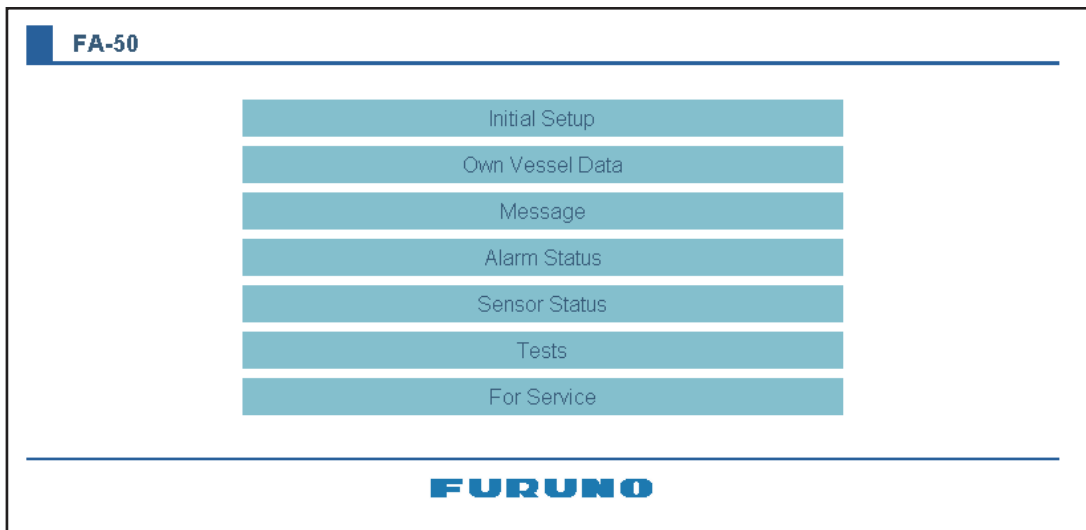 FA-50
Initial Setup
Own Vessel Data
Message
Alarm Status
Sensor Status
Tests
For Service
FURUNO